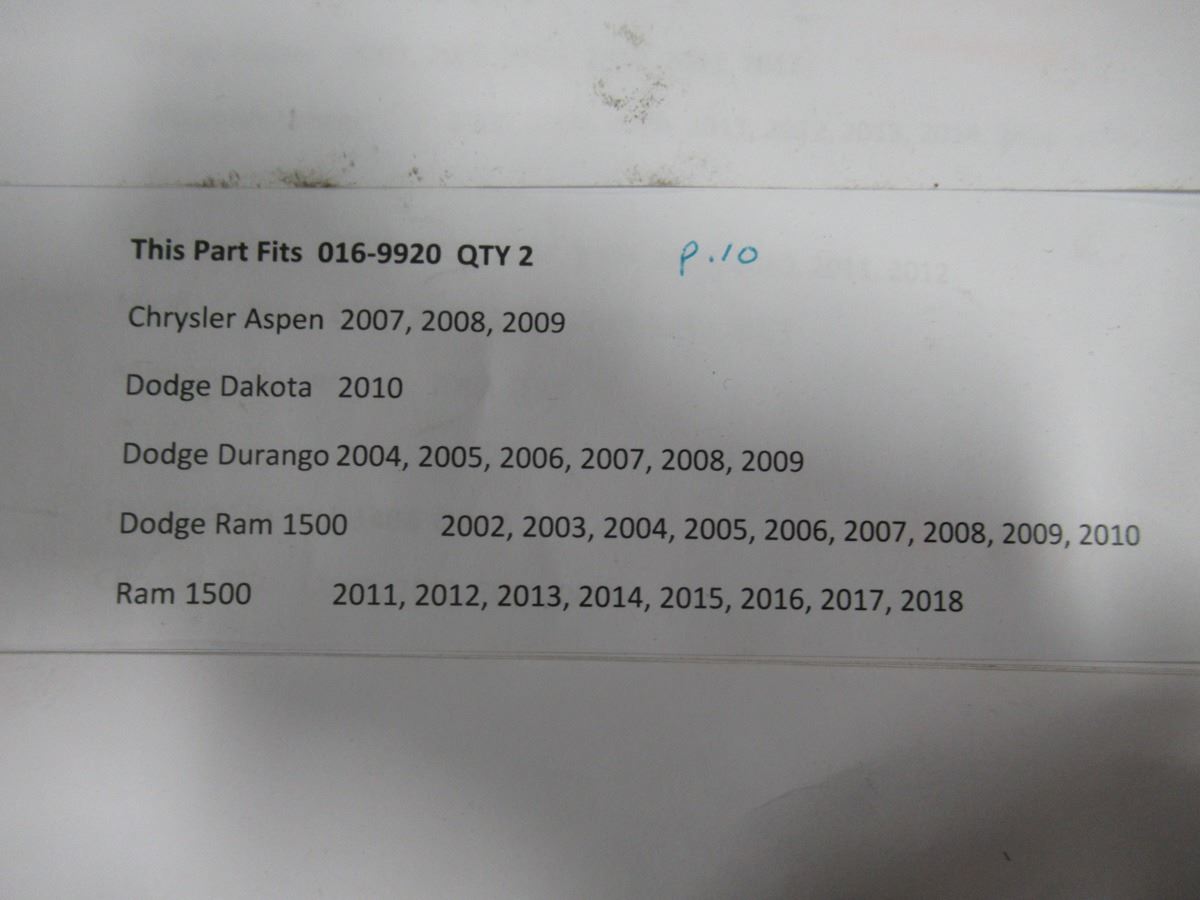 This Part Fits 016-9920 QTY 2 p.10
Chrysler Aspen 2007, 2008, 2009
Dodge Dakota 2010
Dodge Durango 2004, 2005, 2006, 2007, 2008, 2009
Dodge Ram 1500 2002, 2003, 2004, 2005, 2006, 2007, 2008, 2009, 2010
Ram 1500 2011, 2012, 2013, 2014, 2015, 2016, 2017, 2018